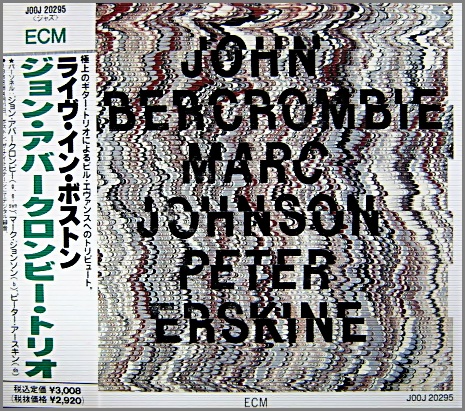 J00J 20295
〈ジャズ〉
ECM
極上のギター・トリオによるビル・エヴァンスへのトリビュート。
ライヴ・イン・ボストン
ジョン・アバークロンビー・トリオ
税込定価 ¥3,008
(税抜価格 ¥2,920)
JOHN
ABERCROMBIE
MARC
JOHNSON
PETER
ERSKINE
ECM
J00J 20295